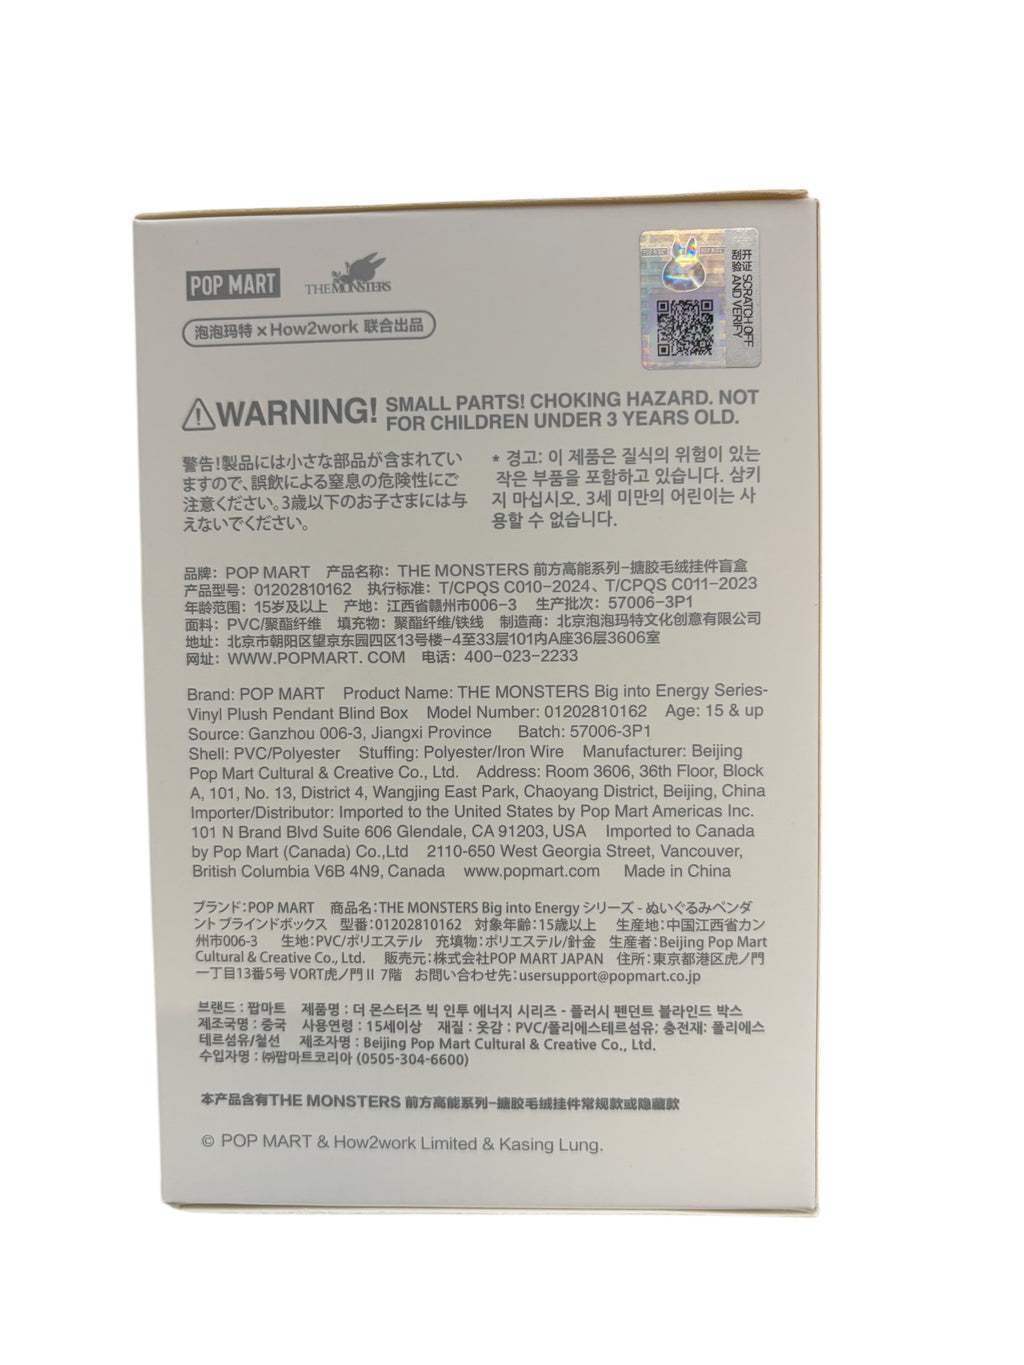 POP MART
THE MONSTERS
泡泡玛特 × How2work 联合出品
开证 SCRATCH OFF
刮验 AND VERIFY
WARNING! SMALL PARTS! CHOKING HAZARD. NOT
FOR CHILDREN UNDER 3 YEARS OLD.
警告！製品には小さな部品が含まれてい
ますので、誤飲による窒息の危険性にご
注意ください。3歳以下のお子さまには与
えないでください。
* 경고: 이 제품은 질식의 위험이 있는
작은 부품을 포함하고 있습니다. 삼키
지 마십시오. 3세 미만의 어린이는 사
용할 수 없습니다.
品牌： POP MART 产品名称： THE MONSTERS 前方高能系列-搪胶毛绒挂件盲盒
产品型号：01202810162 执行标准： T/CPQS C010-2024、T/CPQS C011-2023
年龄范围：15岁及以上 产地：江西省赣州市006-3 生产批次：57006-3P1
面料：PVC/聚酯纤维 填充物：聚酯纤维/铁线 制造商：北京泡泡玛特文化创意有限公司
地址：北京市朝阳区望京东园四区13号楼-4至33层101内A座36层3606室
网址：WWW.POPMART. COM 电话：400-023-2233
Brand: POP MART Product Name: THE MONSTERS Big into Energy Series-
Vinyl Plush Pendant Blind Box Model Number: 01202810162 Age: 15 & up
Source: Ganzhou 006-3, Jiangxi Province Batch: 57006-3P1
Shell: PVC/Polyester Stuffing: Polyester/Iron Wire Manufacturer: Beijing
Pop Mart Cultural & Creative Co., Ltd. Address: Room 3606, 36th Floor, Block
A, 101, No. 13, District 4, Wangjing East Park, Chaoyang District, Beijing, China
Importer/Distributor: Imported to the United States by Pop Mart Americas Inc.
101 N Brand Blvd Suite 606 Glendale, CA 91203, USA Imported to Canada
by Pop Mart (Canada) Co.,Ltd 2110-650 West Georgia Street, Vancouver,
British Columbia V6B 4N9, Canada www.popmart.com Made in China
ブランド：POP MART 商品名：THE MONSTERS Big into Energy シリーズ - ぬいぐるみペンダ
ント ブラインドボックス 型番：01202810162 対象年齢：15歳以上 生産地：中国江西省カン
州市006-3 生地：PVC/ポリエステル 充填物：ポリエステル/針金 生産者：Beijing Pop Mart
Cultural & Creative Co., Ltd. 販売元：株式会社POP MART JAPAN 住所：東京都港区虎ノ門
一丁目13番5号 VORT虎ノ門 II 7階 お問い合わせ先：usersupport@popmart.co.jp
브랜드 : 팝마트 제품명 : 더 몬스터즈 빅 인투 에너지 시리즈 - 플러시 펜던트 블라인드 박스
제조국명 : 중국 사용연령 : 15세이상 재질 : 옷감 : PVC/폴리에스테르섬유: 충전재: 폴리에스
테르섬유/철선 제조자명 : Beijing Pop Mart Cultural & Creative Co., Ltd.
수입자명 : ㈜팝마트코리아 (0505-304-6600)
本产品含有THE MONSTERS 前方高能系列-搪胶毛绒挂件常规款或隐藏款
© POP MART & How2work Limited & Kasing Lung.